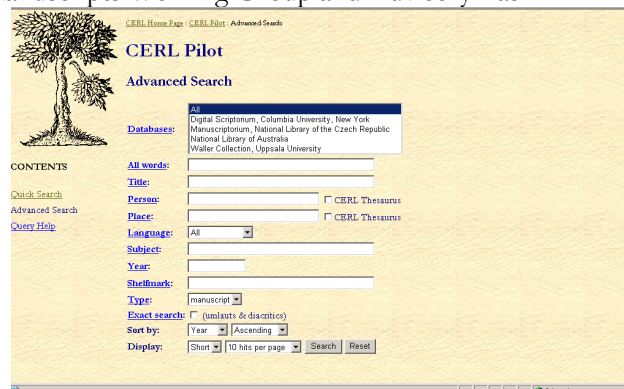 CERL Home Page : CERL Pilot : Advanced Search
CERL Pilot
Advanced Search
Databases:
All
Digital Scriptorium, Columbia University, New York
Manuscriptorium, National Library of the Czech Republic
National Library of Australia
Waller Collection, Uppsala University
CONTENTS
Quick Search
Advanced Search
Query Help
All words:
Title:
Person: CERL Thesaurus
Place: CERL Thesaurus
Language: All
Subject:
Year:
Shelfmark:
Type: manuscript
Exact search: (umlauts & diacritics)
Sort by: Year Ascending
Display: Short 10 hits per page Search Reset